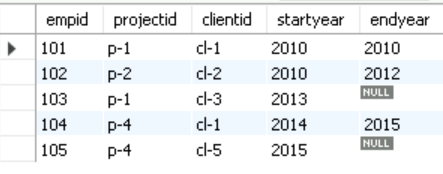 empid projectid clientid startyear endyear
101 p-1 cl-1 2010 2010
102 p-2 cl-2 2010 2012
103 p-1 cl-3 2013 NULL
104 p-4 cl-1 2014 2015
105 p-4 cl-5 2015 NULL